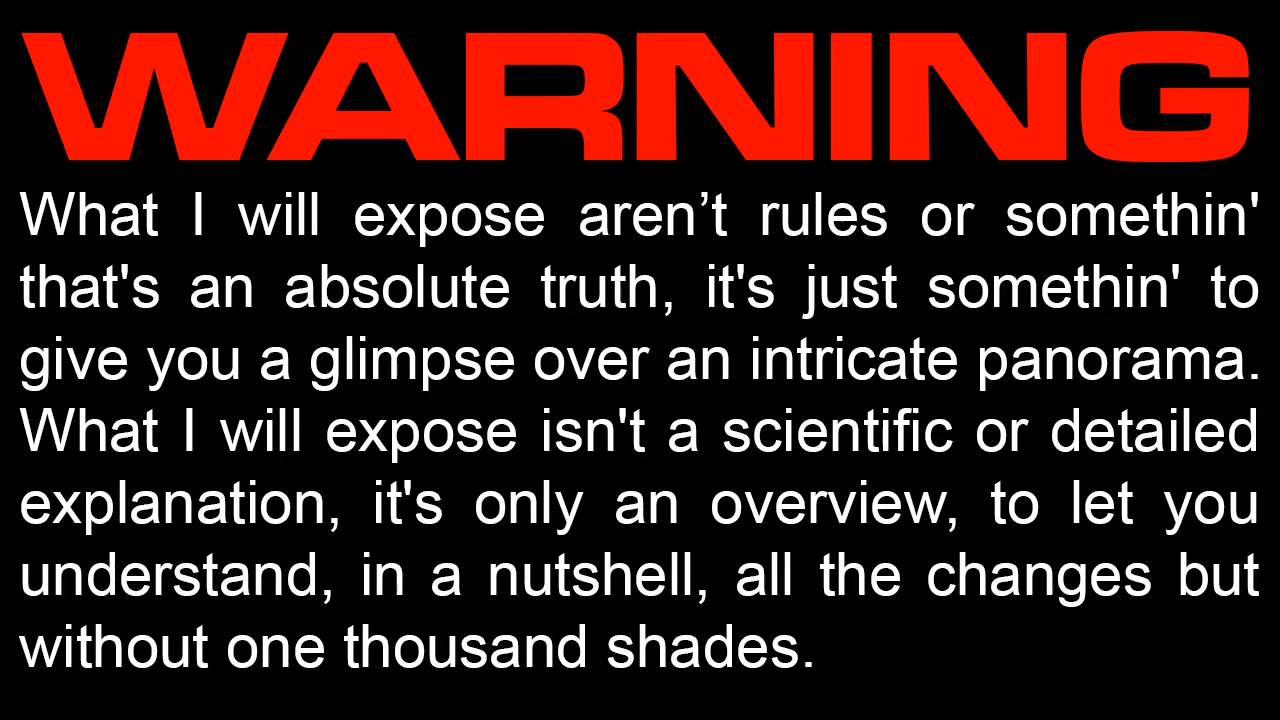 WARNING
What I will expose aren’t rules or somethin'
that's an absolute truth, it's just somethin' to
give you a glimpse over an intricate panorama.
What I will expose isn't a scientific or detailed
explanation, it's only an overview, to let you
understand, in a nutshell, all the changes but
without one thousand shades.